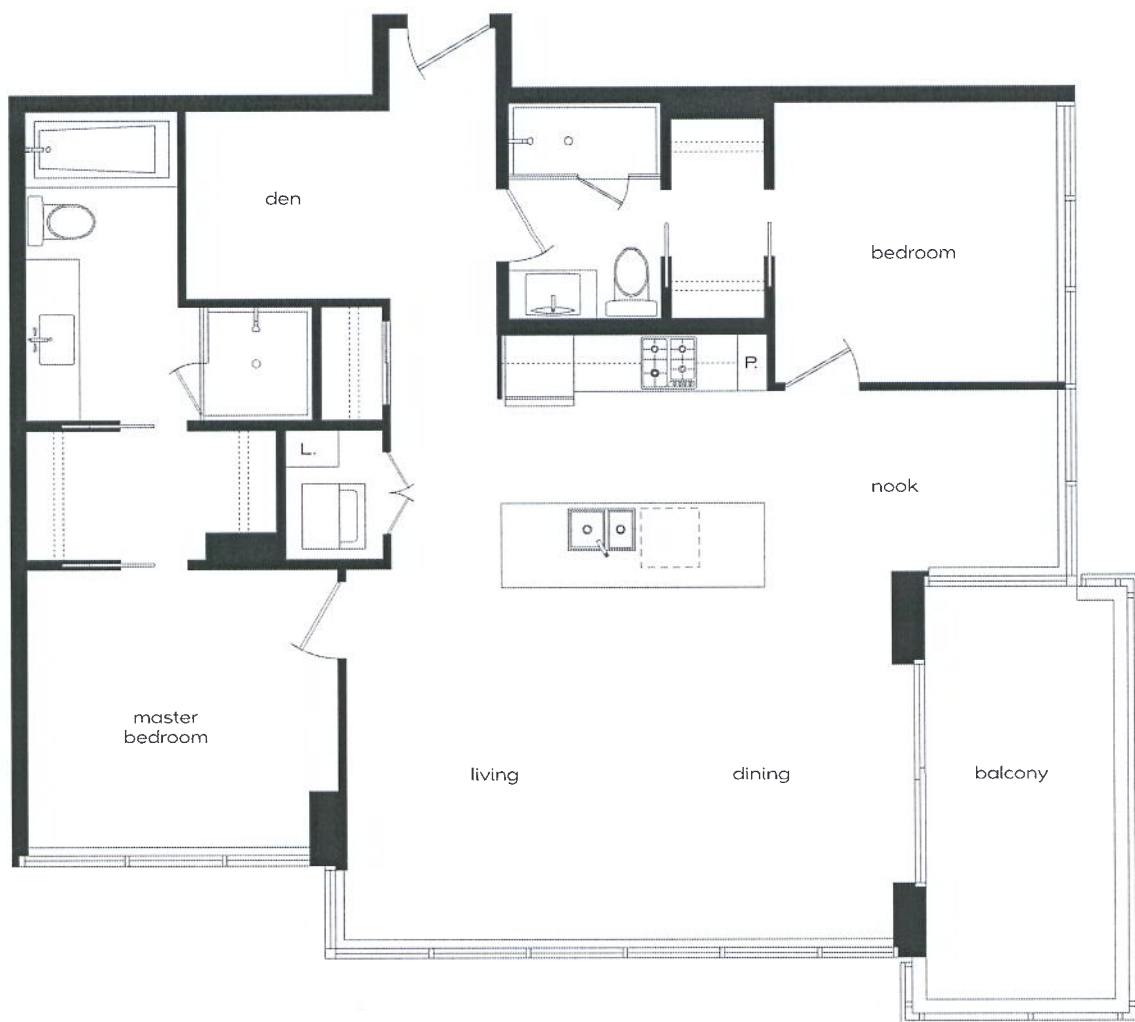 den
bedroom
P.
L.
nook
master
bedroom
living
dining
balcony